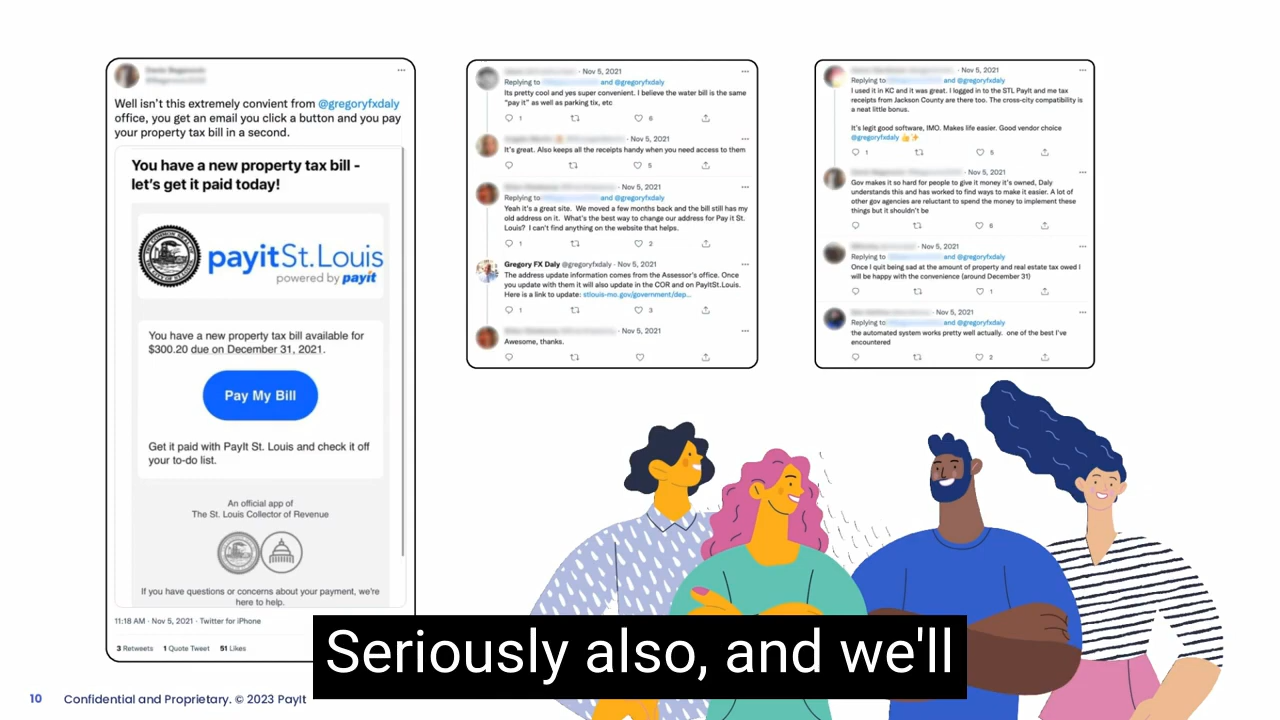 Well isn't this extremely convient from @gregoryfxdaly
office, you get an email you click a button and you pay
your property tax bill in a second.
You have a new property tax bill -
let's get it paid today!
payitSt.Louis
powered by payit
You have a new property tax bill available for
$300.20 due on December 31, 2021.
Pay My Bill
Get it paid with PayIt St. Louis and check it off
your to-do list.
An official app of
The St. Louis Collector of Revenue
If you have questions or concerns about your payment, we're
here to help.
11:18 AM · Nov 5, 2021 · Twitter for iPhone
3 Retweets 1 Quote Tweet 51 Likes
· Nov 5, 2021
Replying to and @gregoryfxdaly
Its pretty cool and yes super convenient. I believe the water bill is the same
"pay it" as well as parking tix, etc
1 6
· Nov 5, 2021
It's great. Also keeps all the receipts handy when you need access to them
5
· Nov 5, 2021
Replying to and @gregoryfxdaly
Yeah it's a great site. We moved a few months back and the bill still has my
old address on it. What's the best way to change our address for Pay it St.
Louis? I can't find anything on the website that helps.
1 2
Gregory FX Daly @gregoryfxdaly · Nov 5, 2021
The address update information comes from the Assessor's office. Once
you update with them it will also update in the COR and on PayItSt.Louis.
Here is a link to update: stlouis-mo.gov/government/dep...
1 3
· Nov 5, 2021
Awesome, thanks.
· Nov 5, 2021
Replying to and @gregoryfxdaly
I used it in KC and it was great. I logged in to the STL PayIt and me tax
receipts from Jackson County are there too. The cross-city compatibility is
a neat little bonus.
It's legit good software, IMO. Makes life easier. Good vendor choice
@gregoryfxdaly 👍✨
1 5
· Nov 5, 2021
Gov makes it so hard for people to give it money it's owned, Daly
understands this and has worked to find ways to make it easier. A lot of
other gov agencies are reluctant to spend the money to implement these
things but it shouldn't be
6
· Nov 5, 2021
Replying to and @gregoryfxdaly
Once I quit being sad at the amount of property and real estate tax owed I
will be happy with the convenience (around December 31)
1
· Nov 5, 2021
Replying to and @gregoryfxdaly
the automated system works pretty well actually. one of the best I've
encountered
2
Seriously also, and we'll
10 Confidential and Proprietary. © 2023 PayIt